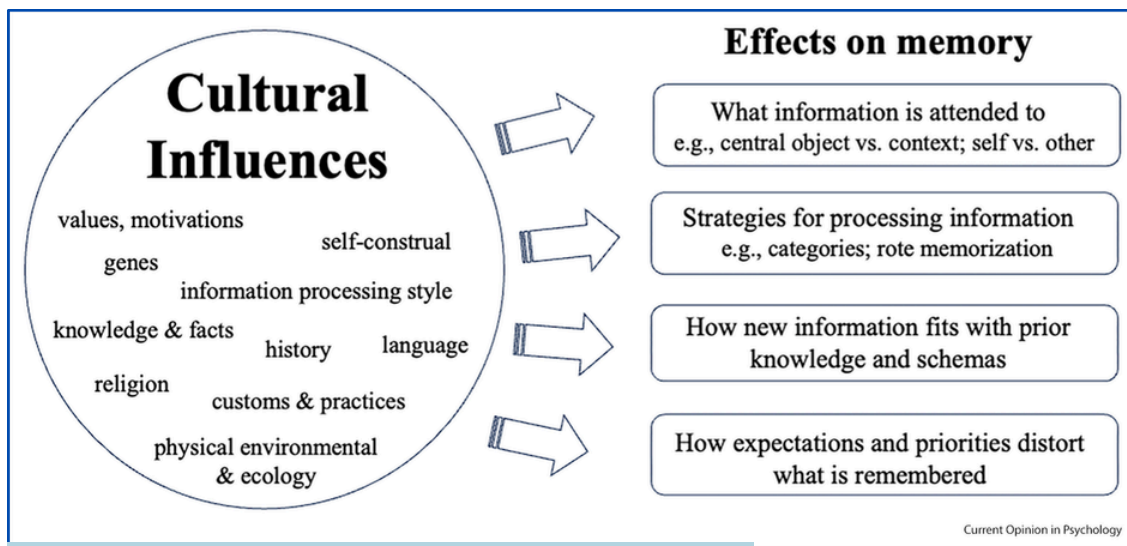 Cultural
Influences
values, motivations
self-construal
genes
information processing style
knowledge & facts
history
language
religion
customs & practices
physical environmental
& ecology
Effects on memory
What information is attended to
e.g., central object vs. context; self vs. other
Strategies for processing information
e.g., categories; rote memorization
How new information fits with prior
knowledge and schemas
How expectations and priorities distort
what is remembered
Current Opinion in Psychology